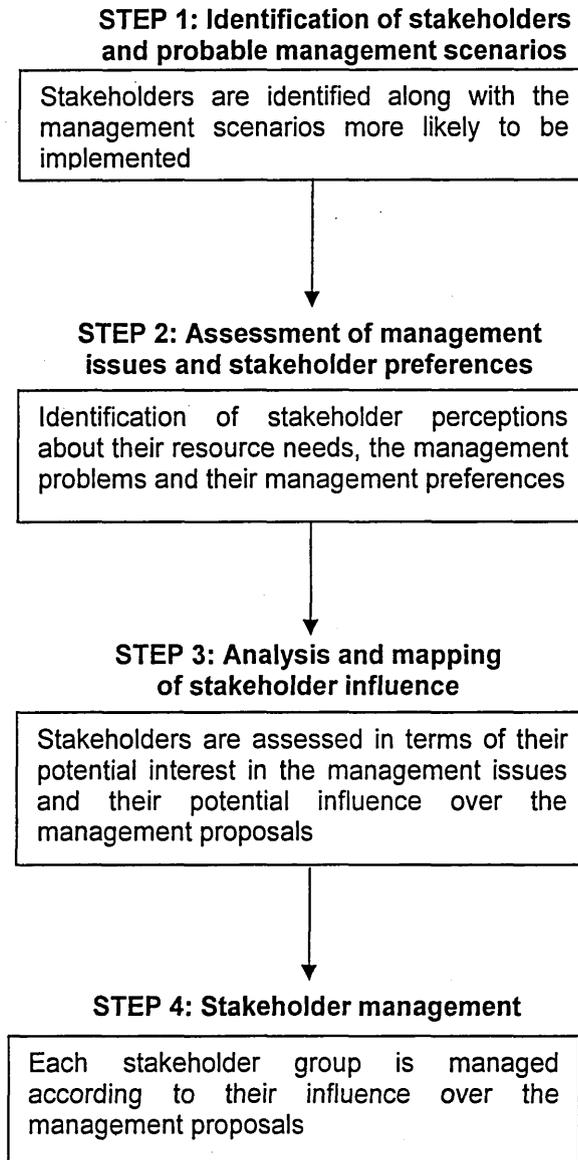 STEP 1: Identification of stakeholders
and probable management scenarios
Stakeholders are identified along with the
management scenarios more likely to be
implemented
STEP 2: Assessment of management
issues and stakeholder preferences
Identification of stakeholder perceptions
about their resource needs, the management
problems and their management preferences
STEP 3: Analysis and mapping
of stakeholder influence
Stakeholders are assessed in terms of their
potential interest in the management issues
and their potential influence over the
management proposals
STEP 4: Stakeholder management
Each stakeholder group is managed
according to their influence over the
management proposals